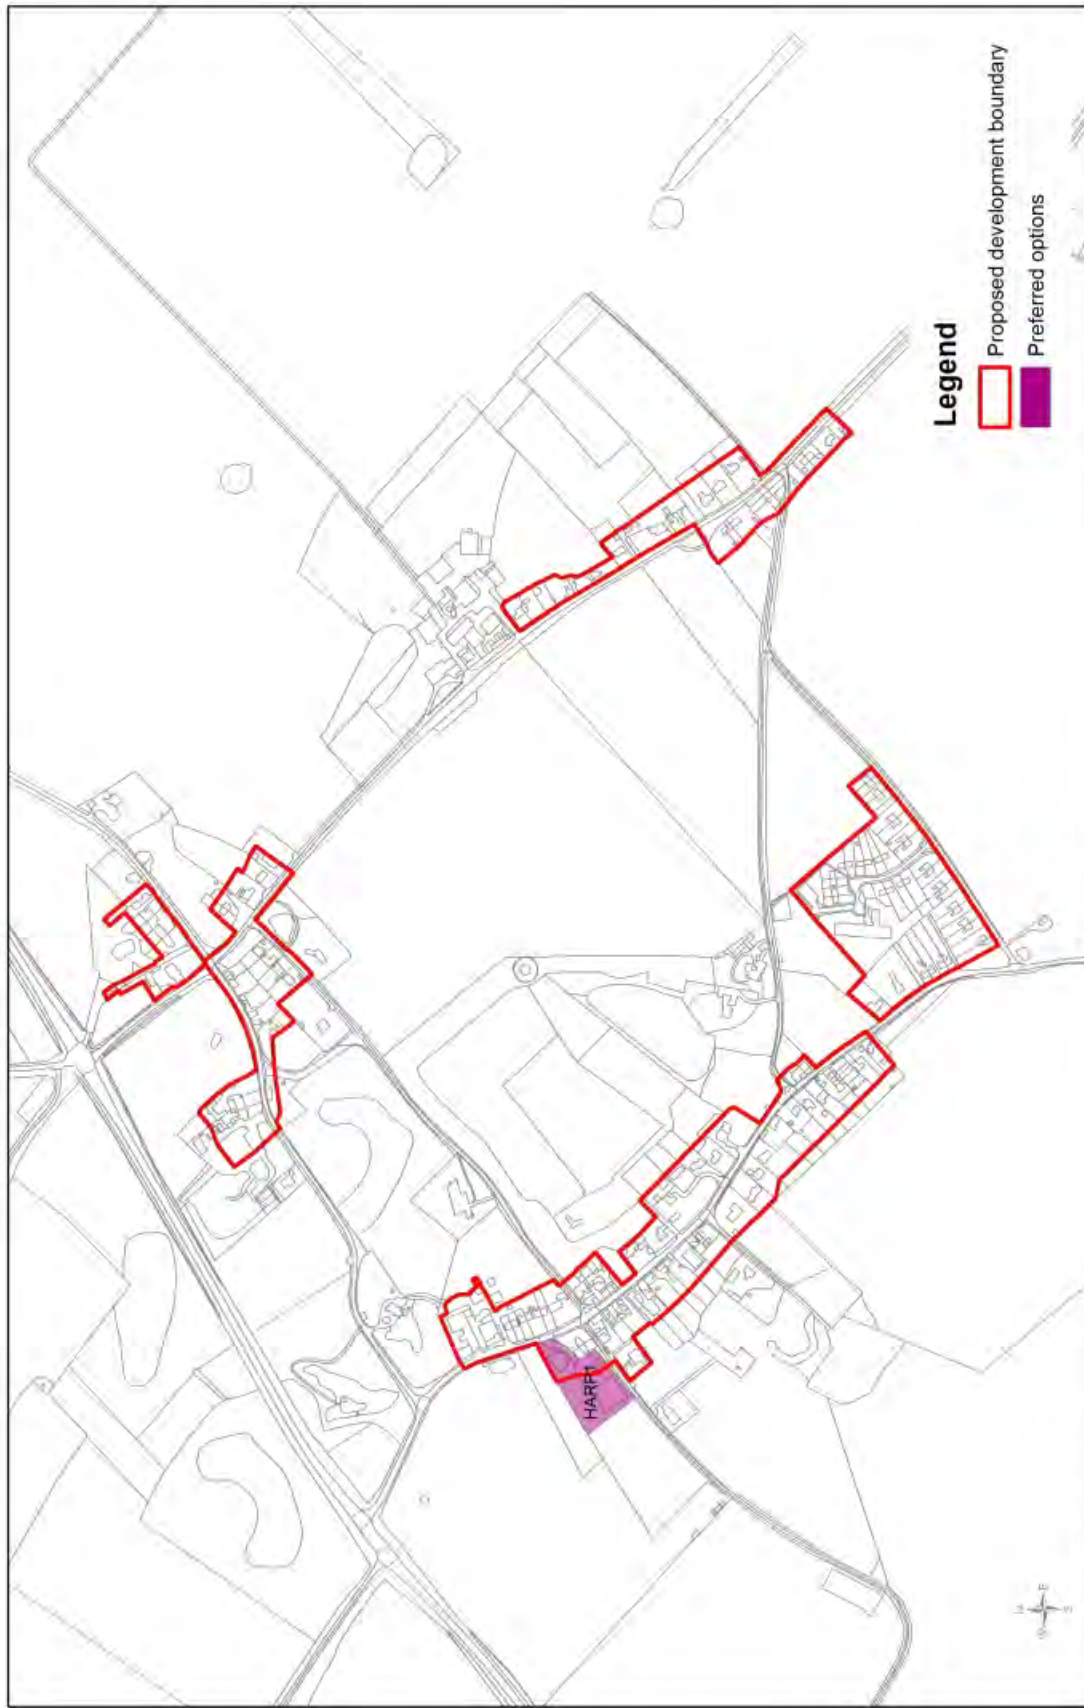 Legend
Proposed development boundary
Preferred options
HARP1
N
W
E
S